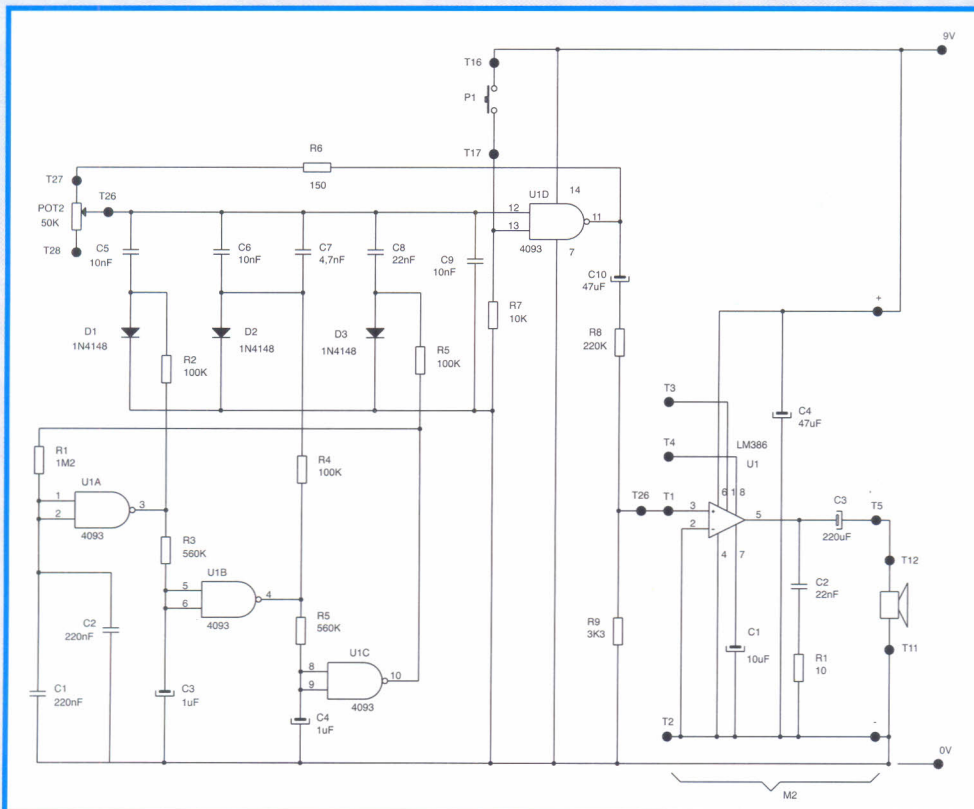 9V
T16
P1
T17
R6
150
T27
T26
POT2
50K
T28
U1D
14
12
13
11
4093
7
C5
10nF
C6
10nF
C7
4,7nF
C8
22nF
C9
10nF
C10
47uF
R7
10K
R8
220K
D1
1N4148
D2
1N4148
D3
1N4148
R2
100K
R5
100K
+
C4
47uF
T3
T4
LM386
U1
R1
1M2
R4
100K
U1A
1
2
3
4093
6
1
8
T26
T1
3
+
2
-
5
4
7
C3
220uF
T5
T12
R3
560K
U1B
5
6
4
4093
R5
560K
C2
22nF
C2
220nF
R9
3K3
C1
10uF
R1
10
T11
U1C
8
9
10
4093
C1
220nF
C3
1uF
C4
1uF
T2
-
0V
M2